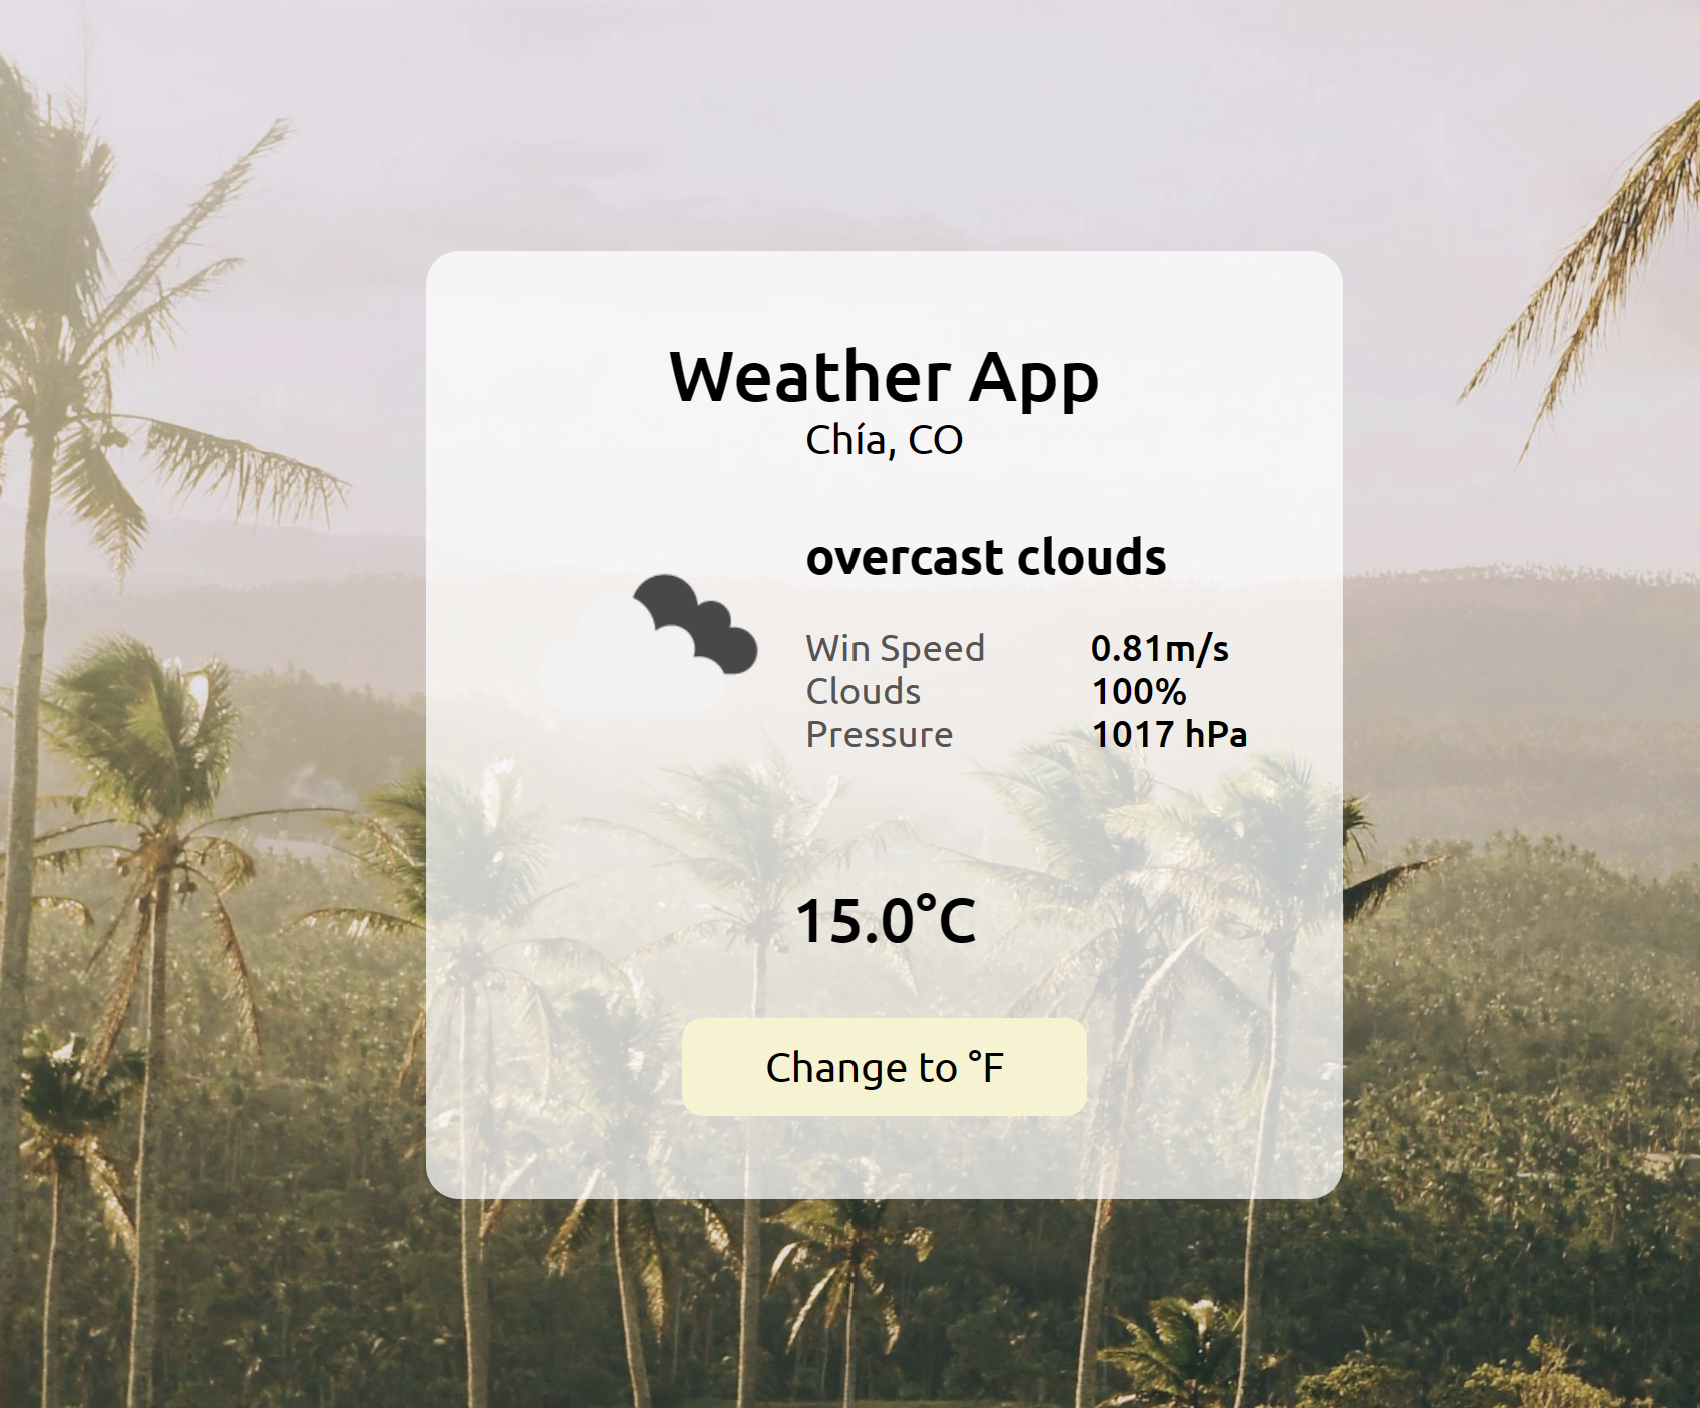 Weather App
Chía, CO
overcast clouds
Win Speed 0.81m/s
Clouds 100%
Pressure 1017 hPa
15.0°C
Change to °F